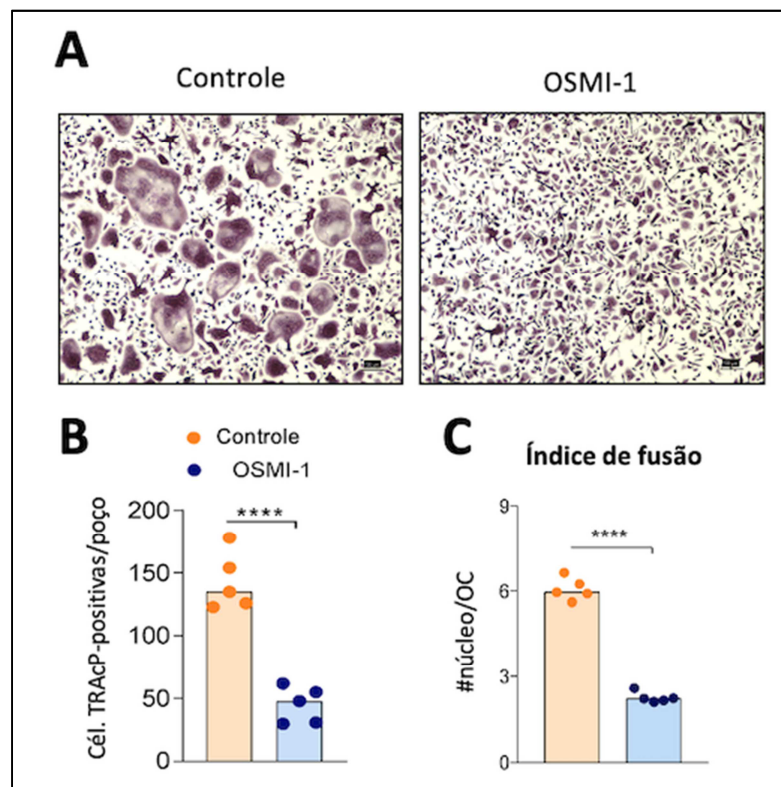 A
Controle
OSMI-1
B
Controle
OSMI-1
Cél. TRAcP-positivas/poço
200
150
100
50
0
****
C
Índice de fusão
#núcleo/OC
9
6
3
0
****